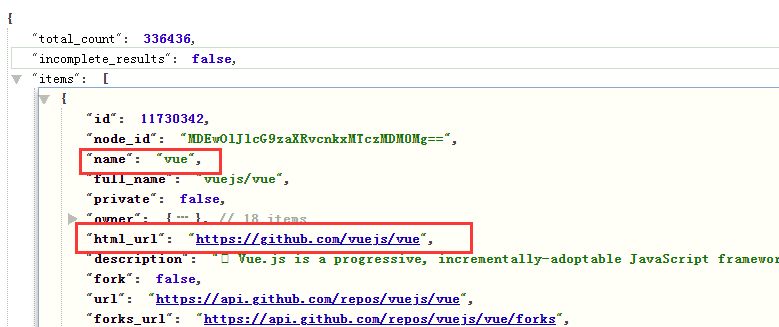 {
"total_count": 336436,
"incomplete_results": false,
"items": [
{
"id": 11730342,
"node_id": "MDEwOlJlcG9zaXRvcnkxMTczMDM0Mg==",
"name": "vue",
"full_name": "vuejs/vue",
"private": false,
"owner": { ⋯ }, // 18 items
"html_url": "https://github.com/vuejs/vue",
"description": " Vue.js is a progressive, incrementally-adoptable JavaScript framewor
"fork": false,
"url": "https://api.github.com/repos/vuejs/vue",
"forks_url": "https://api.github.com/repos/vuejs/vue/forks",